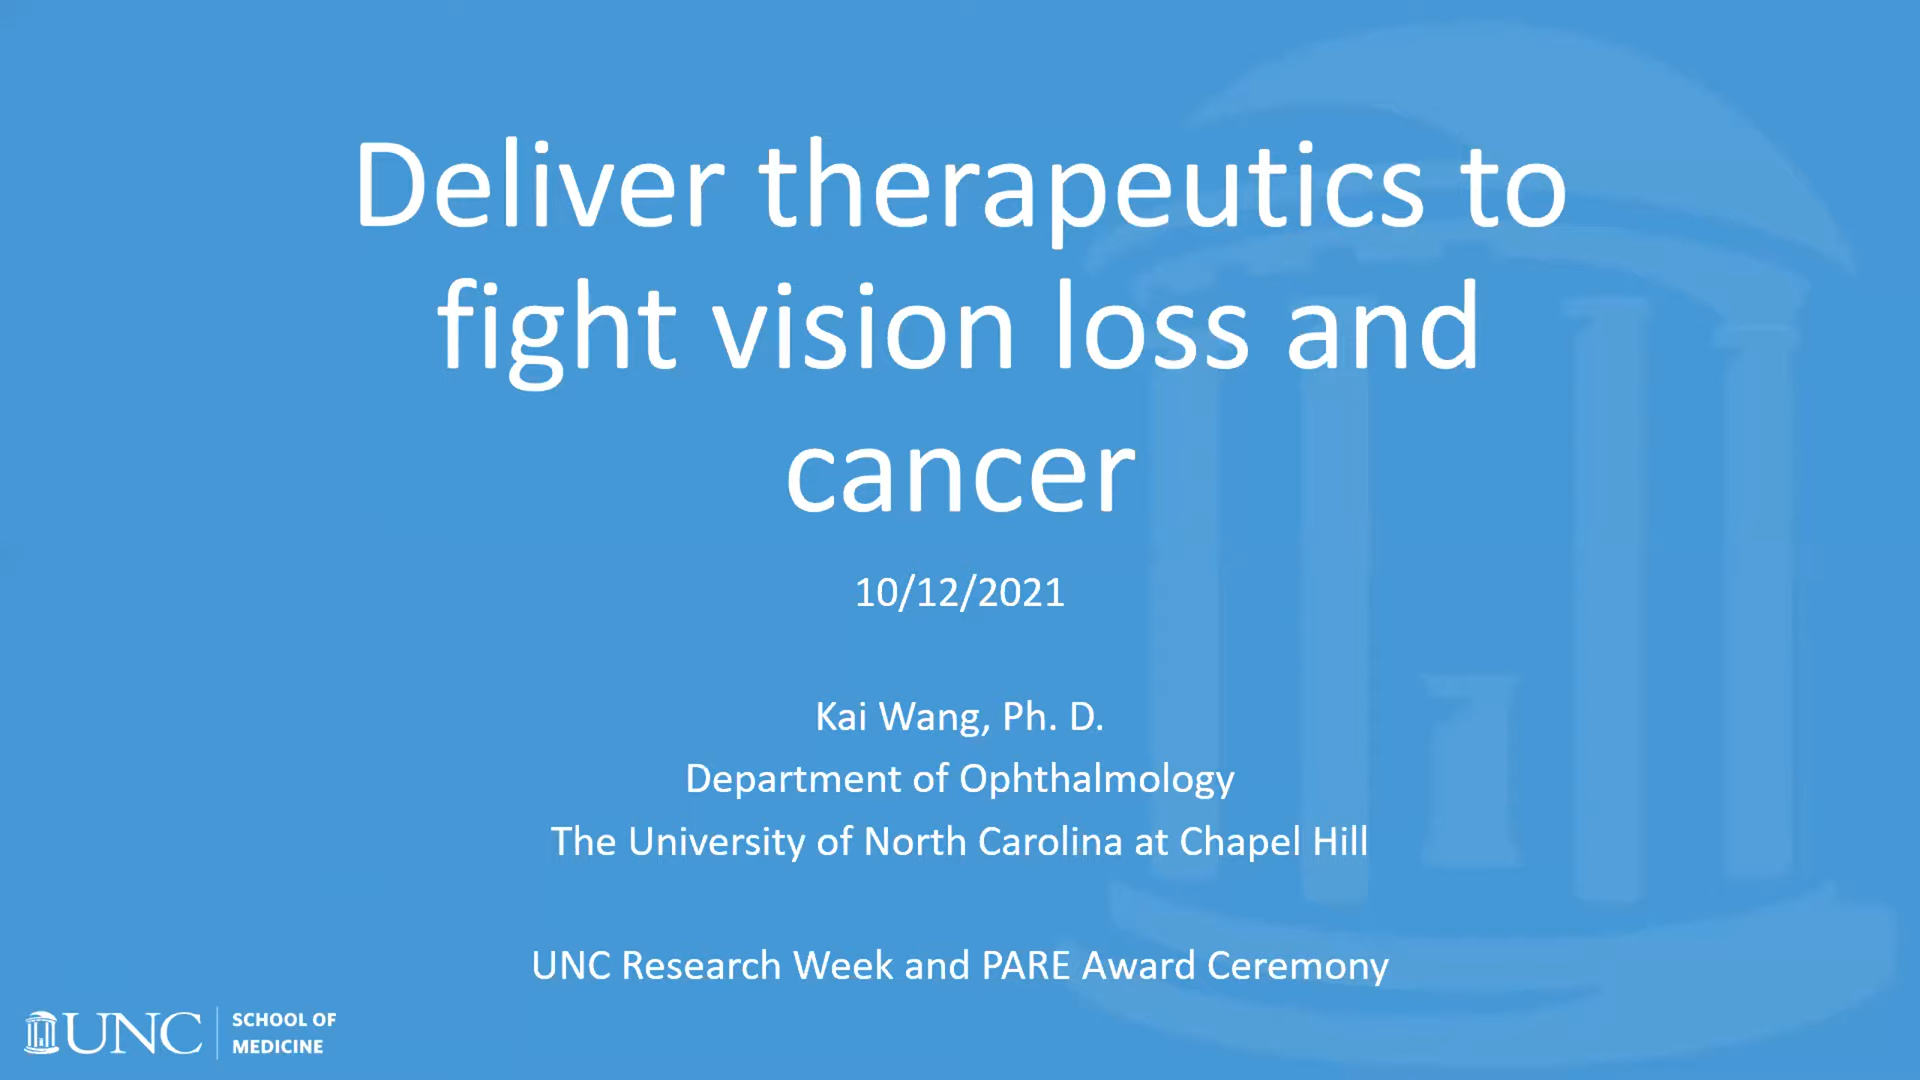 Deliver therapeutics to
fight vision loss and
cancer
10/12/2021
Kai Wang, Ph. D.
Department of Ophthalmology
The University of North Carolina at Chapel Hill
UNC Research Week and PARE Award Ceremony
UNC
SCHOOL OF
MEDICINE